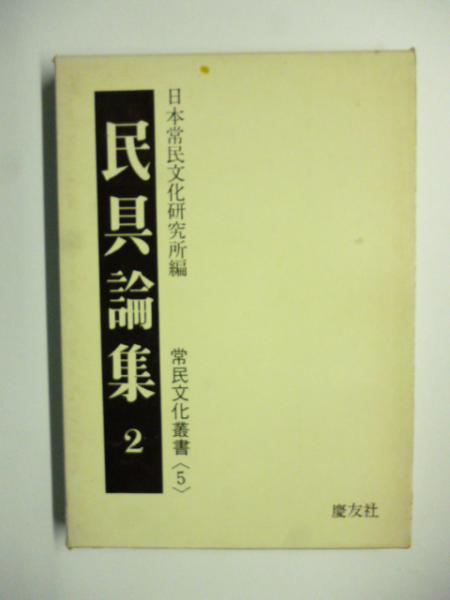 日本常民文化研究所編
民具論集2
常民文化叢書〈5〉
慶友社